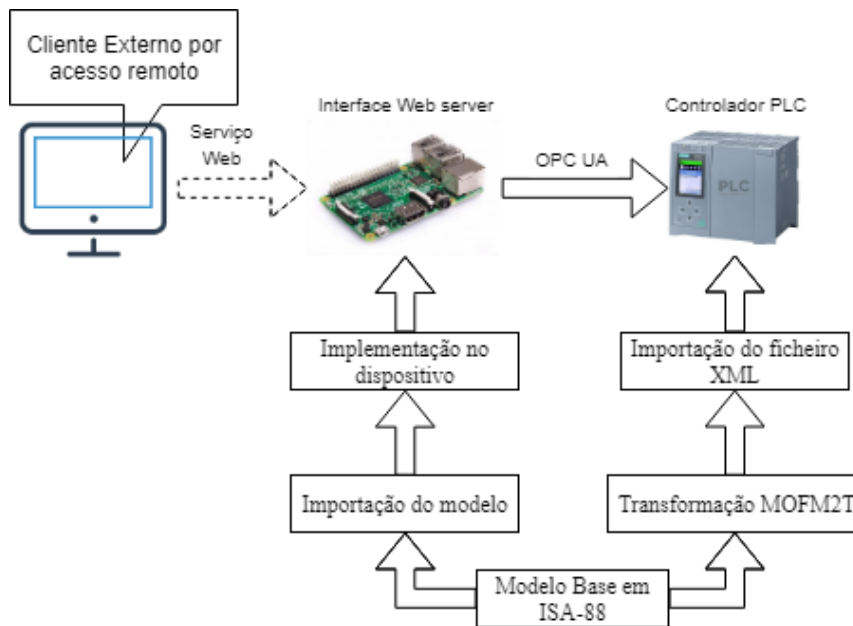 Cliente Externo por
acesso remoto
Serviço
Web
Interface Web server
OPC UA
Controlador PLC
PLC
Implementação no
dispositivo
Importação do ficheiro
XML
Importação do modelo
Transformação MOFM2T
Modelo Base em
ISA-88